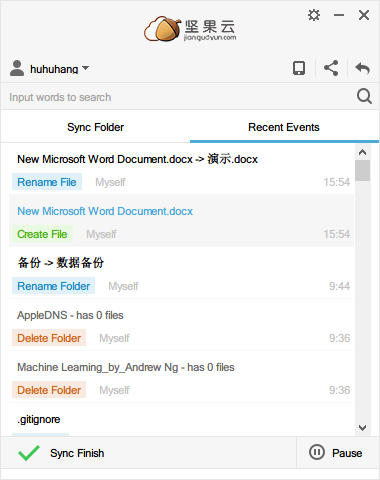 坚果云
jianguoyun.com
huhuhang
Input words to search
Sync Folder
Recent Events
New Microsoft Word Document.docx -> 演示.docx
Rename File Myself 15:54
New Microsoft Word Document.docx
Create File Myself 15:54
备份 -> 数据备份
Rename Folder Myself 9:44
AppleDNS - has 0 files
Delete Folder Myself 9:36
Machine Learning_by_Andrew Ng - has 0 files
Delete Folder Myself 9:36
.gitignore
Sync Finish
Pause